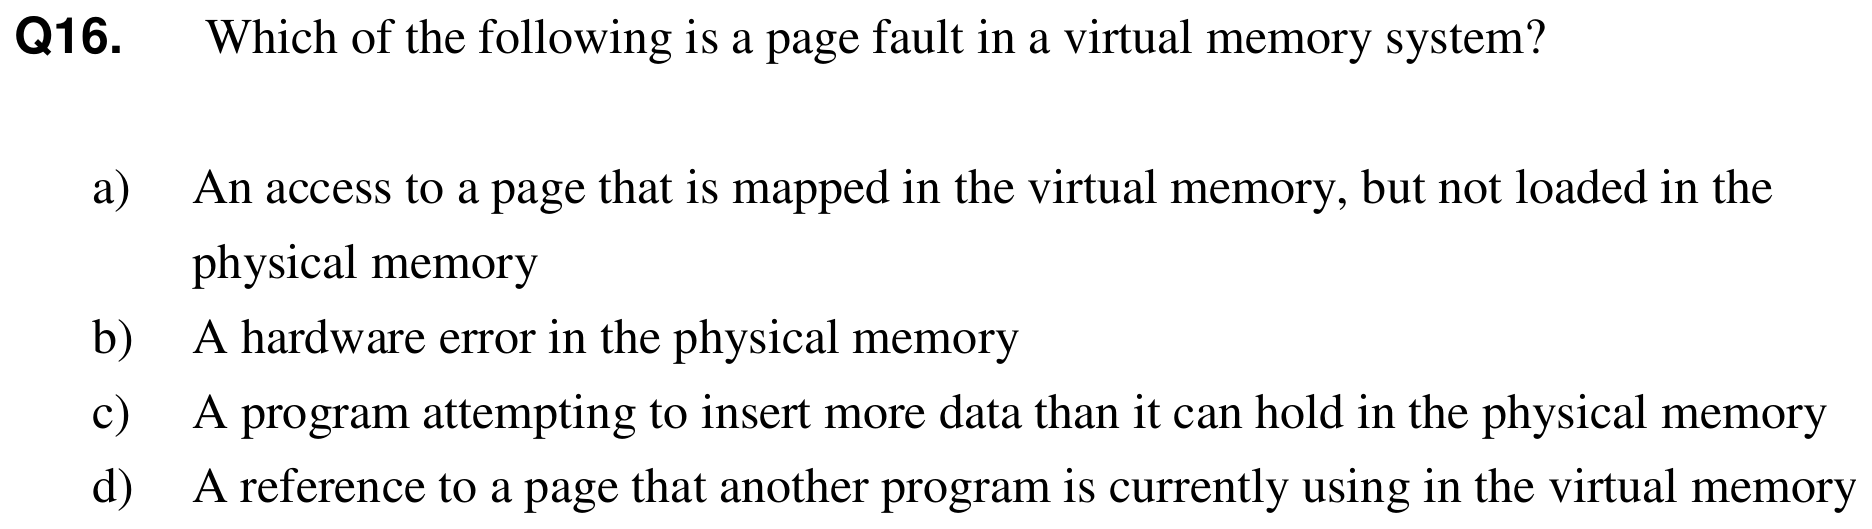 Q16. Which of the following is a page fault in a virtual memory system?
a) An access to a page that is mapped in the virtual memory, but not loaded in the
physical memory
b) A hardware error in the physical memory
c) A program attempting to insert more data than it can hold in the physical memory
d) A reference to a page that another program is currently using in the virtual memory